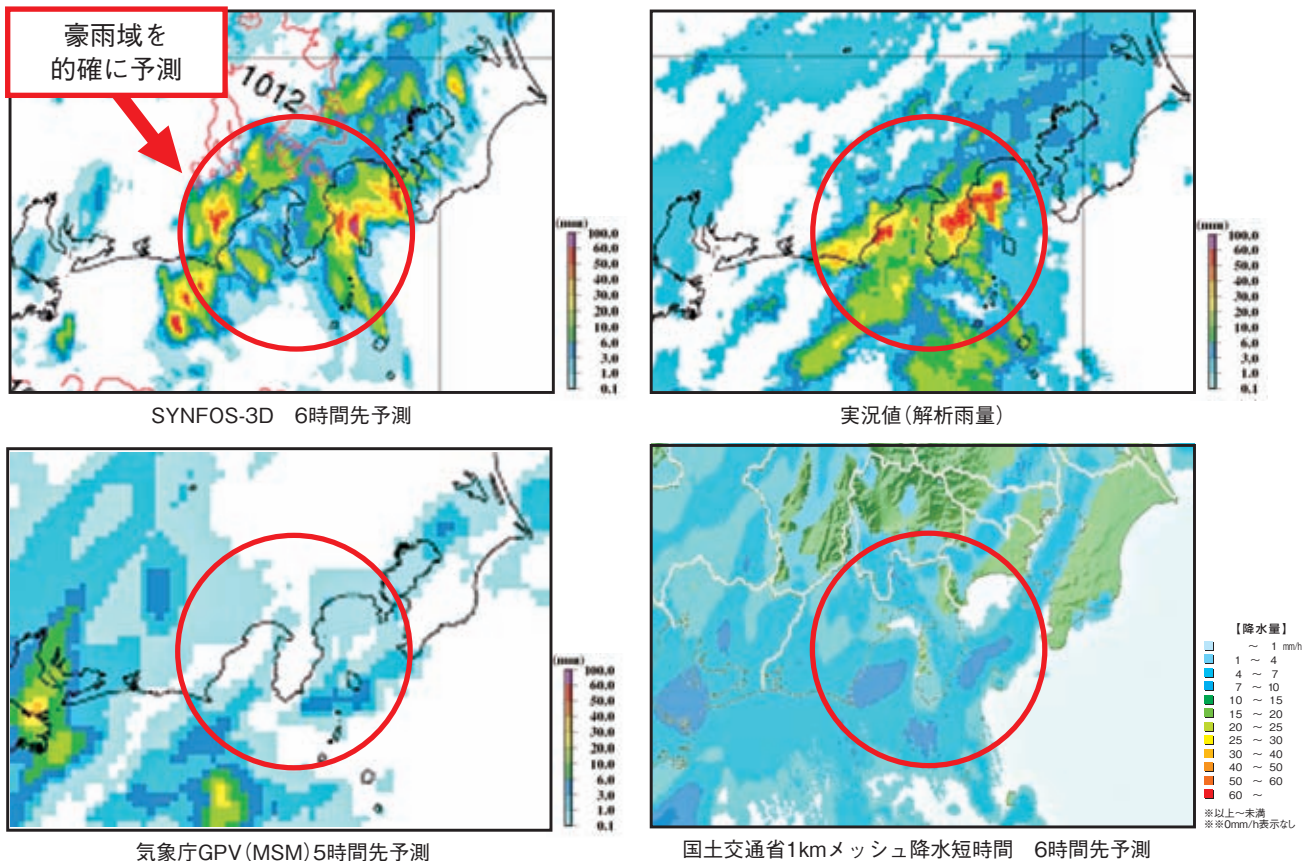 豪雨域を
的確に予測
1012
(mm)
100.0
60.0
50.0
40.0
30.0
20.0
10.0
6.0
3.0
1.0
0.1
SYNFOS-3D 6時間先予測
(mm)
100.0
60.0
50.0
40.0
30.0
20.0
10.0
6.0
3.0
1.0
0.1
実況値(解析雨量)
(mm)
100.0
60.0
50.0
40.0
30.0
20.0
10.0
6.0
3.0
1.0
0.1
気象庁GPV(MSM)5時間先予測
【降水量】
～ 1 mm/h
1 ～ 4
4 ～ 7
7 ～ 10
10 ～ 15
15 ～ 20
20 ～ 25
25 ～ 30
30 ～ 40
40 ～ 50
50 ～ 60
60 ～
※以上～未満
※※0mm/h表示なし
国土交通省1kmメッシュ降水短時間 6時間先予測